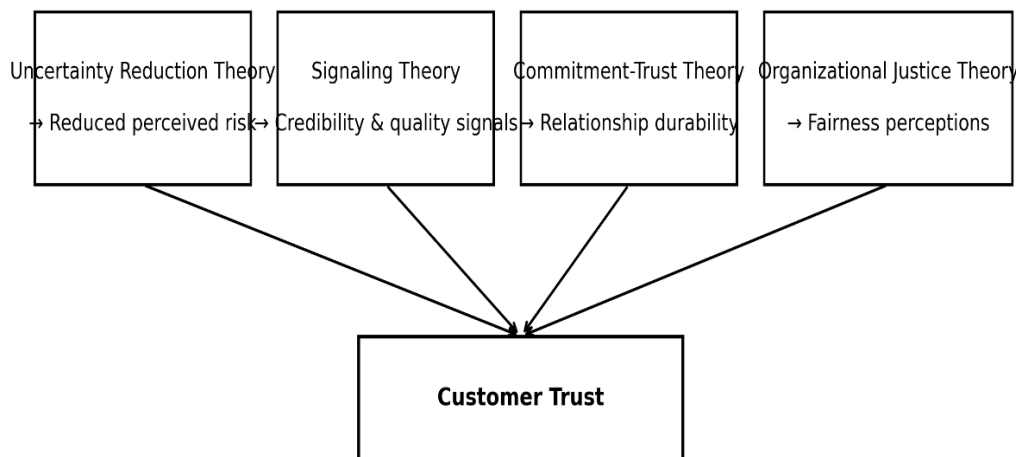 Uncertainty Reduction Theory
→ Reduced perceived risk
Signaling Theory
→ Credibility & quality signals
Commitment-Trust Theory
→ Relationship durability
Organizational Justice Theory
→ Fairness perceptions
Customer Trust